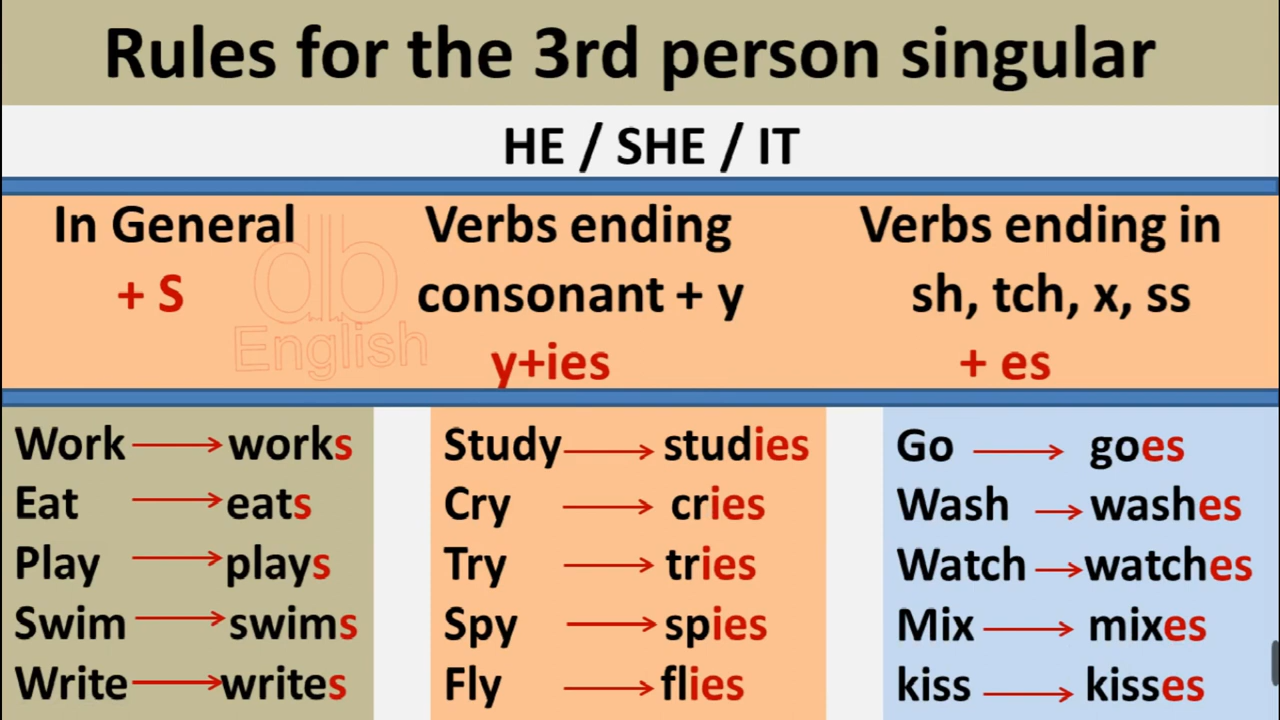 Rules for the 3rd person singular
HE / SHE / IT
In General
+ S
Verbs ending
consonant + y
y+ies
Verbs ending in
sh, tch, x, ss
+ es
db
English
Work works
Eat eats
Play plays
Swim swims
Write writes
Study studies
Cry cries
Try tries
Spy spies
Fly flies
Go goes
Wash washes
Watch watches
Mix mixes
kiss kisses